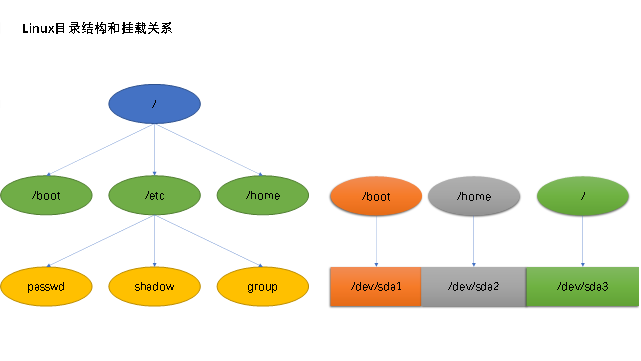 Linux目录结构和挂载关系
/
/boot
/etc
/home
/boot
/home
/
passwd
shadow
group
/dev/sda1
/dev/sda2
/dev/sda3